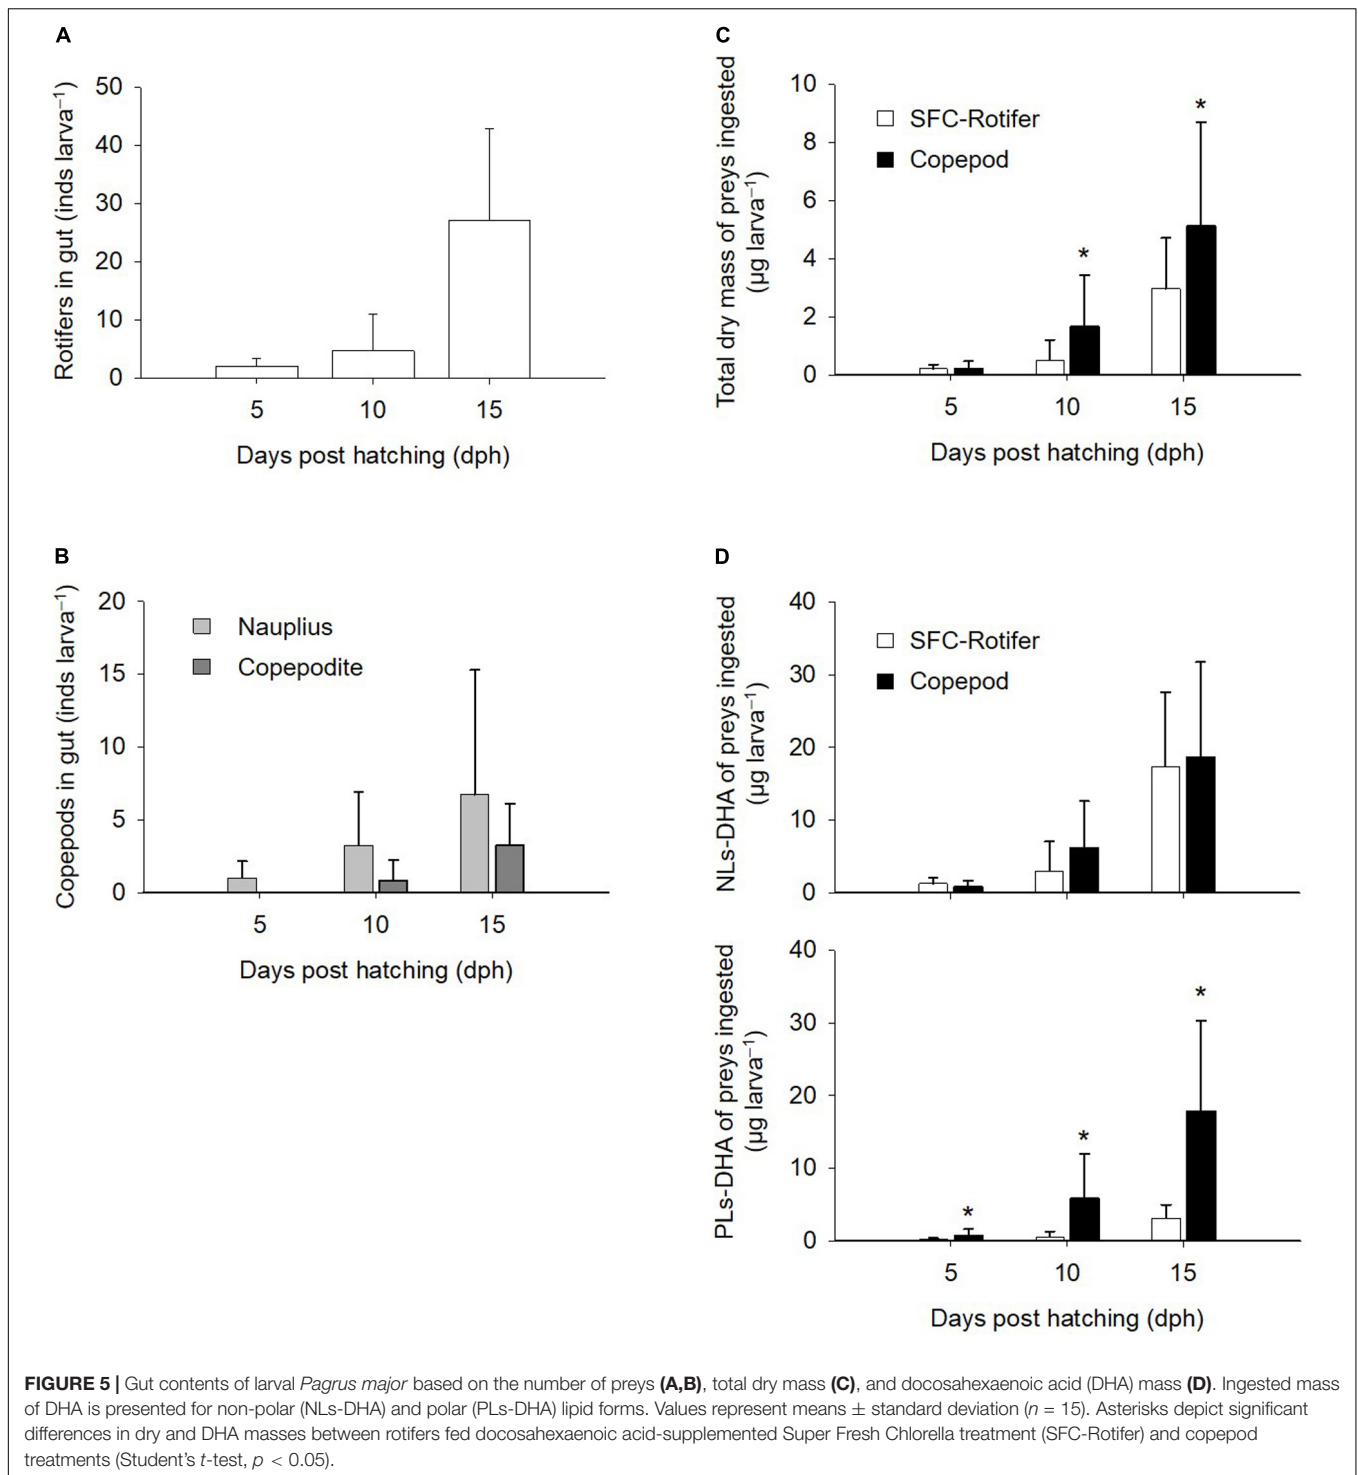 A
Rotifers in gut (inds larva⁻¹)
50
40
30
20
10
0
5 10 15
Days post hatching (dph)
B
Copepods in gut (inds larva⁻¹)
20
15
10
5
0
Nauplius
Copepodite
5 10 15
Days post hatching (dph)
C
Total dry mass of preys ingested
(µg larva⁻¹)
10
8
6
4
2
0
SFC-Rotifer
Copepod
*
*
5 10 15
Days post hatching (dph)
D
NLs-DHA of preys ingested
(µg larva⁻¹)
40
30
20
10
0
SFC-Rotifer
Copepod
PLs-DHA of preys ingested
(µg larva⁻¹)
40
30
20
10
0
*
*
*
5 10 15
Days post hatching (dph)
FIGURE 5 | Gut contents of larval Pagrus major based on the number of preys (A,B), total dry mass (C), and docosahexaenoic acid (DHA) mass (D). Ingested mass
of DHA is presented for non-polar (NLs-DHA) and polar (PLs-DHA) lipid forms. Values represent means ± standard deviation (n = 15). Asterisks depict significant
differences in dry and DHA masses between rotifers fed docosahexaenoic acid-supplemented Super Fresh Chlorella treatment (SFC-Rotifer) and copepod
treatments (Student's t-test, p < 0.05).